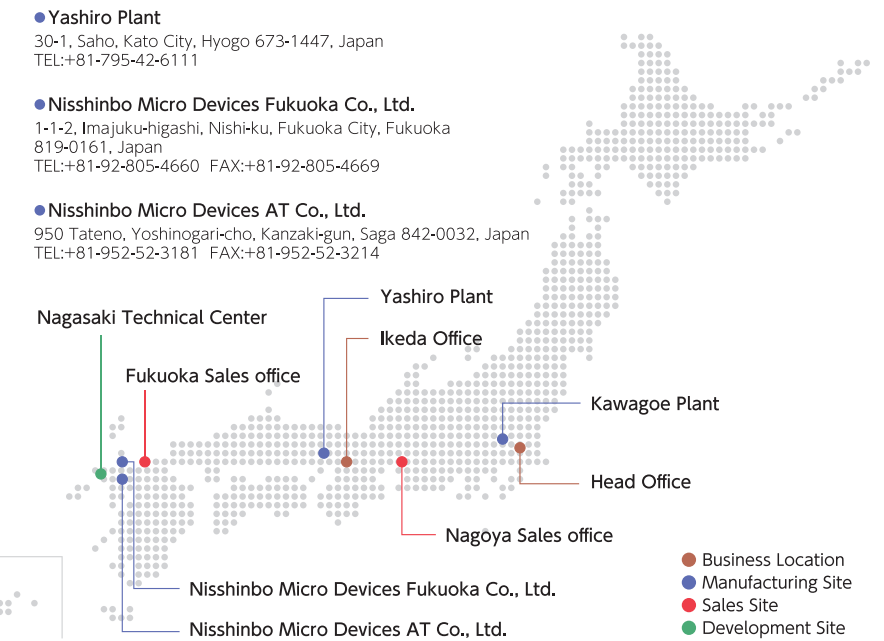 Yashiro Plant
30-1, Saho, Kato City, Hyogo 673-1447, Japan
TEL:+81-795-42-6111
Nisshinbo Micro Devices Fukuoka Co., Ltd.
1-1-2, Imajuku-higashi, Nishi-ku, Fukuoka City, Fukuoka
819-0161, Japan
TEL:+81-92-805-4660 FAX:+81-92-805-4669
Nisshinbo Micro Devices AT Co., Ltd.
950 Tateno, Yoshinogari-cho, Kanzaki-gun, Saga 842-0032, Japan
TEL:+81-952-52-3181 FAX:+81-952-52-3214
Yashiro Plant
Nagasaki Technical Center
Ikeda Office
Fukuoka Sales office
Kawagoe Plant
Head Office
Nagoya Sales office
Business Location
Manufacturing Site
Sales Site
Development Site
Nisshinbo Micro Devices Fukuoka Co., Ltd.
Nisshinbo Micro Devices AT Co., Ltd.